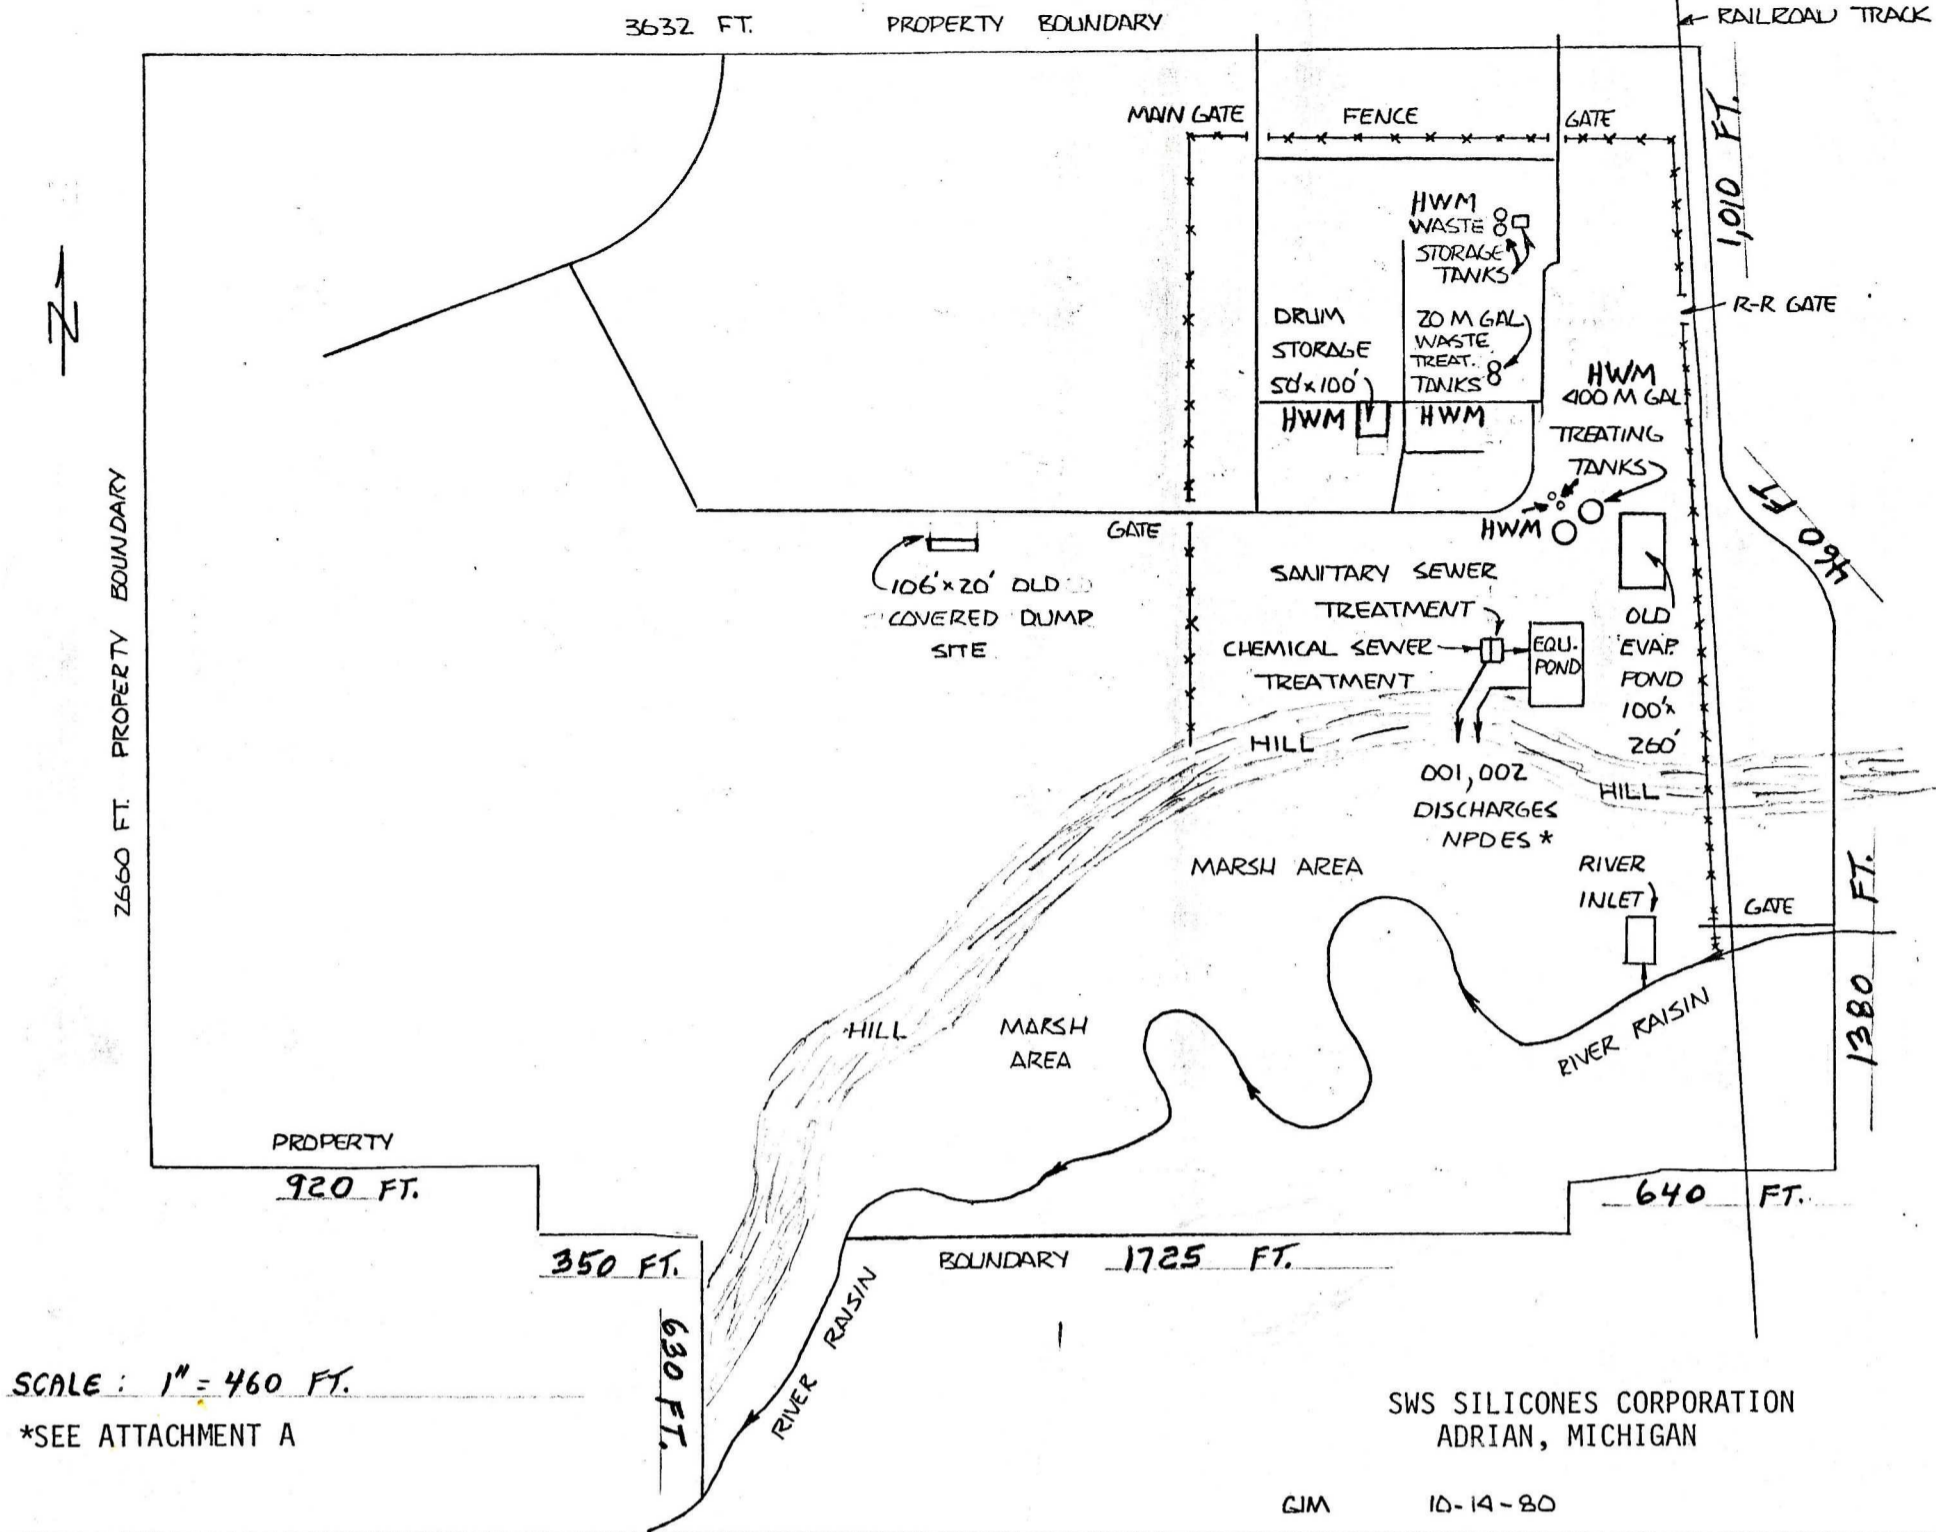 3632 FT. PROPERTY BOUNDARY
RAILROAD TRACK
MAIN GATE
FENCE
GATE
1,010 FT.
HWM
WASTE
STORAGE
TANKS
R-R GATE
DRUM
STORAGE
50'x100'
HWM
20 M GAL
WASTE
TREAT.
TANKS
HWM
HWM
400 M GAL
TREATING
TANKS
HWM
460 FT
N
2660 FT. PROPERTY BOUNDARY
GATE
106'x20' OLD
COVERED DUMP
SITE
SANITARY SEWER
TREATMENT
CHEMICAL SEWER
TREATMENT
EQU.
POND
OLD
EVAP.
POND
100'x
260'
HILL
HILL
001,002
DISCHARGES
NPDES *
MARSH AREA
RIVER
INLET
GATE
1380 FT.
HILL
MARSH
AREA
RIVER RAISIN
PROPERTY
920 FT.
640 FT.
350 FT.
BOUNDARY 1725 FT.
630 FT.
RIVER RAISIN
SCALE : 1" = 460 FT.
*SEE ATTACHMENT A
SWS SILICONES CORPORATION
ADRIAN, MICHIGAN
GJM 10-14-80